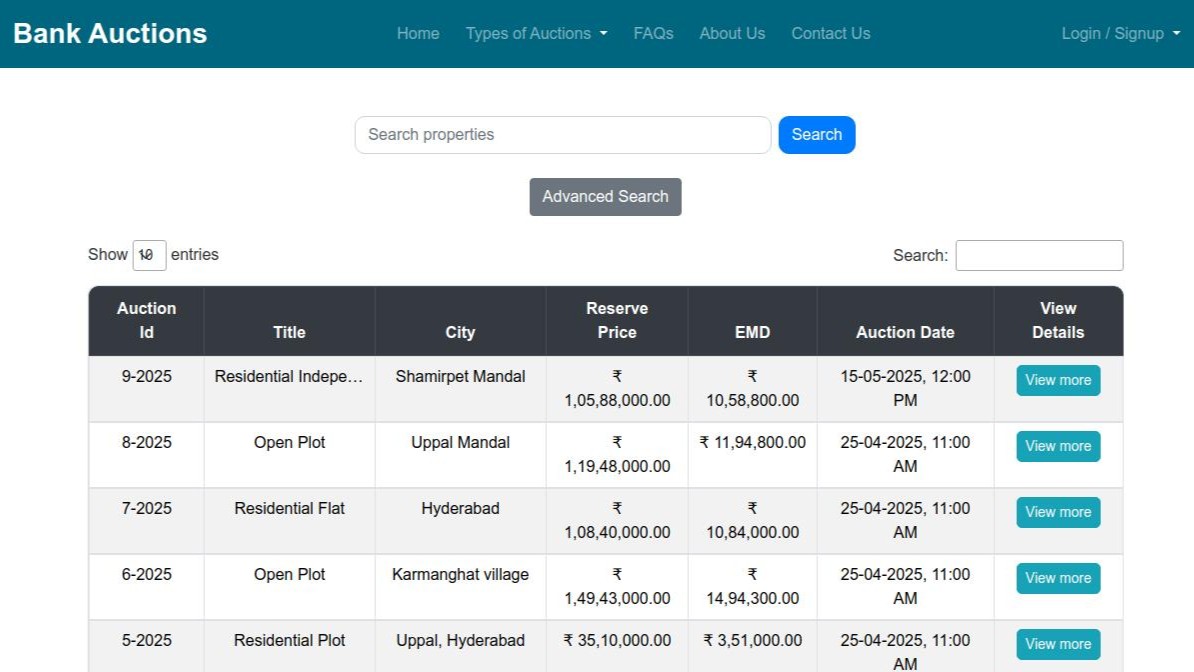 Bank Auctions
Home Types of Auctions FAQs About Us Contact Us Login / Signup
Search properties Search
Advanced Search
Show 10 entries Search:
Auction Id Title City Reserve Price EMD Auction Date View Details
9-2025 Residential Indepe… Shamirpet Mandal ₹ 1,05,88,000.00 ₹ 10,58,800.00 15-05-2025, 12:00 PM View more
8-2025 Open Plot Uppal Mandal ₹ 1,19,48,000.00 ₹ 11,94,800.00 25-04-2025, 11:00 AM View more
7-2025 Residential Flat Hyderabad ₹ 1,08,40,000.00 ₹ 10,84,000.00 25-04-2025, 11:00 AM View more
6-2025 Open Plot Karmanghat village ₹ 1,49,43,000.00 ₹ 14,94,300.00 25-04-2025, 11:00 AM View more
5-2025 Residential Plot Uppal, Hyderabad ₹ 35,10,000.00 ₹ 3,51,000.00 25-04-2025, 11:00 AM View more